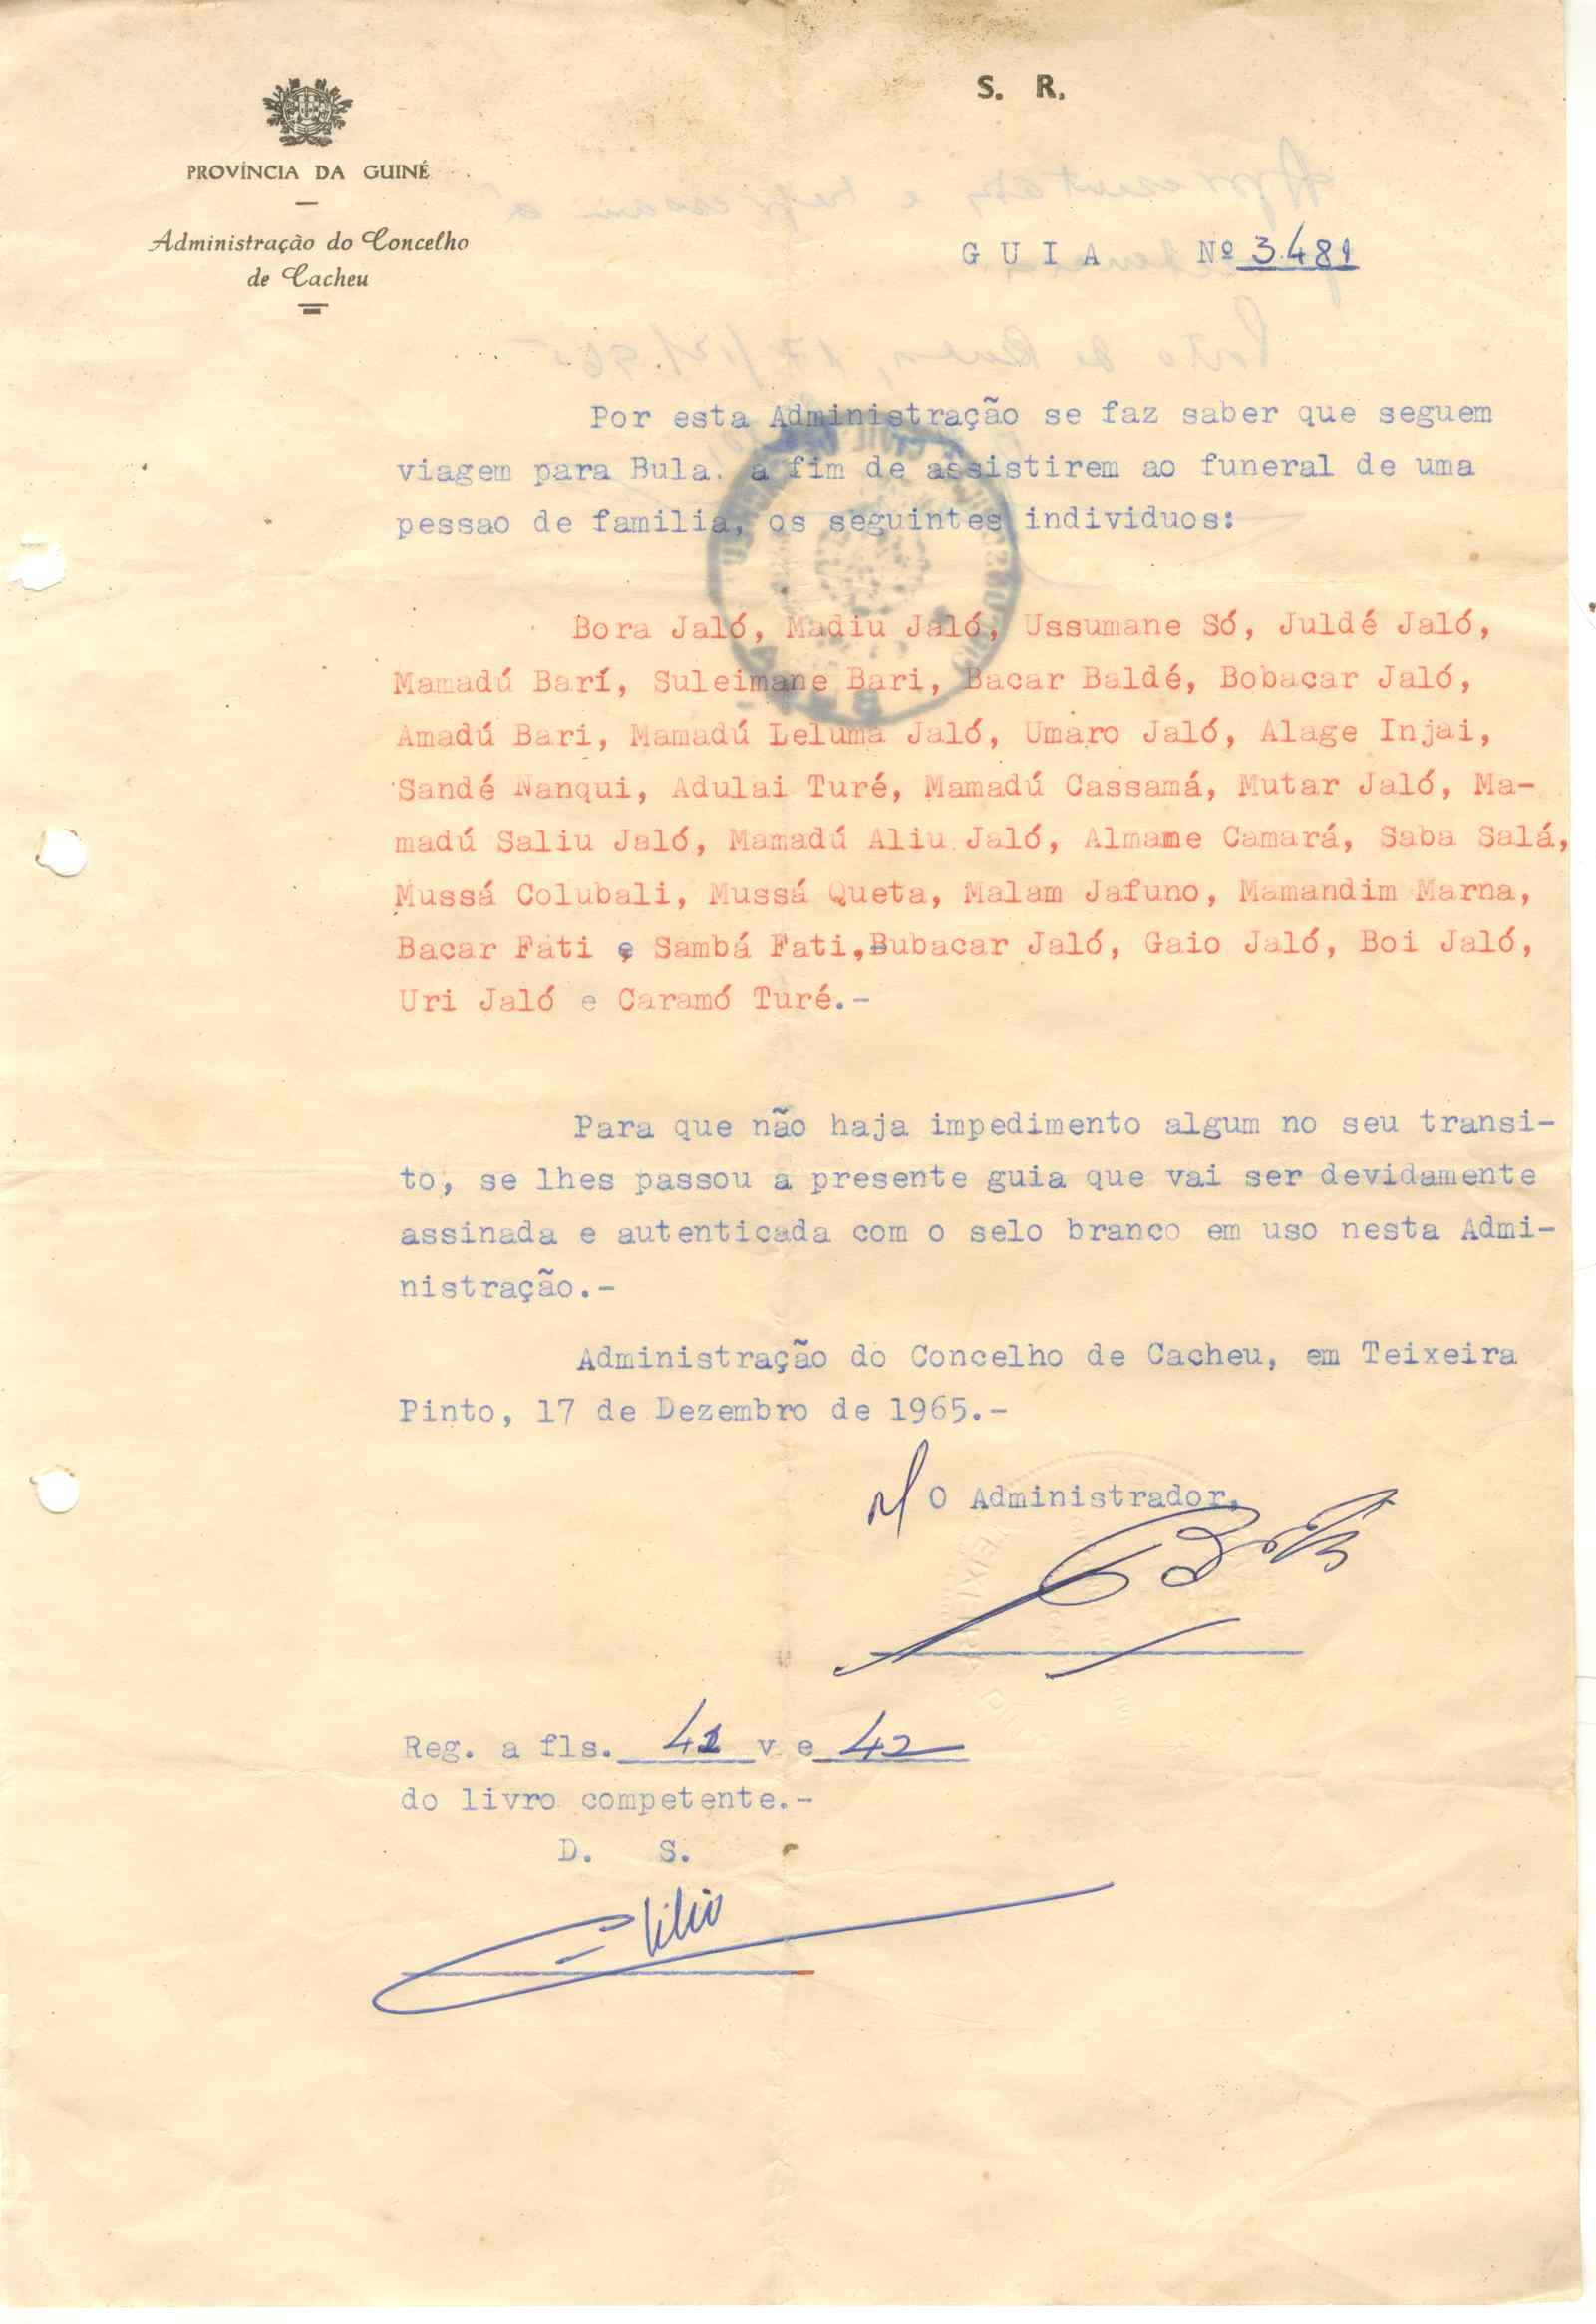 S. R.
PROVÍNCIA DA GUINÉ
Administração do Concelho
de Cacheu
G U I A Nº 3.481
Por esta Administração se faz saber que seguem
viagem para Bula. a fim de assistirem ao funeral de uma
pessao de familia, os seguintes individuos:
Bora Jaló, Madiu Jaló, Ussumane Só, Juldé Jaló,
Mamadú Barí, Suleimane Bari, Bacar Baldé, Bobacar Jaló,
Amadú Bari, Mamadú Leluma Jaló, Umaro Jaló, Alage Injai,
Sandé Nanqui, Adulai Turé, Mamadú Cassamá, Mutar Jaló, Ma-
madú Saliu Jaló, Mamadú Aliu Jaló, Almame Camará, Saba Salá,
Mussá Colubali, Mussá Queta, Malam Jafuno, Mamandim Marna,
Bacar Fati e Sambá Fati,Bubacar Jaló, Gaio Jaló, Boi Jaló,
Uri Jaló e Caramó Turé.-
Para que não haja impedimento algum no seu transi-
to, se lhes passou a presente guia que vai ser devidamente
assinada e autenticada com o selo branco em uso nesta Admi-
nistração.-
Administração do Concelho de Cacheu, em Teixeira
Pinto, 17 de Dezembro de 1965.-
O Administrador,
Reg. a fls. 41 v e 42
do livro competente.-
D. S.